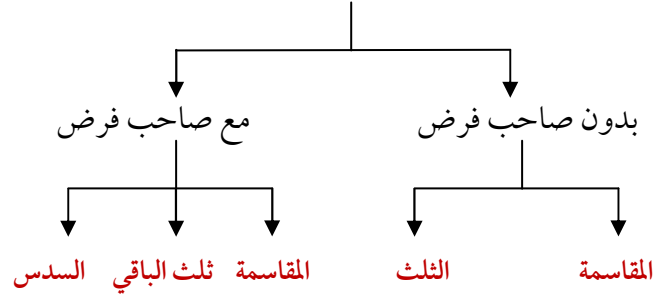 بدون صاحب فرض مع صاحب فرض
المقاسمة الثلث المقاسمة ثلث الباقي السدس